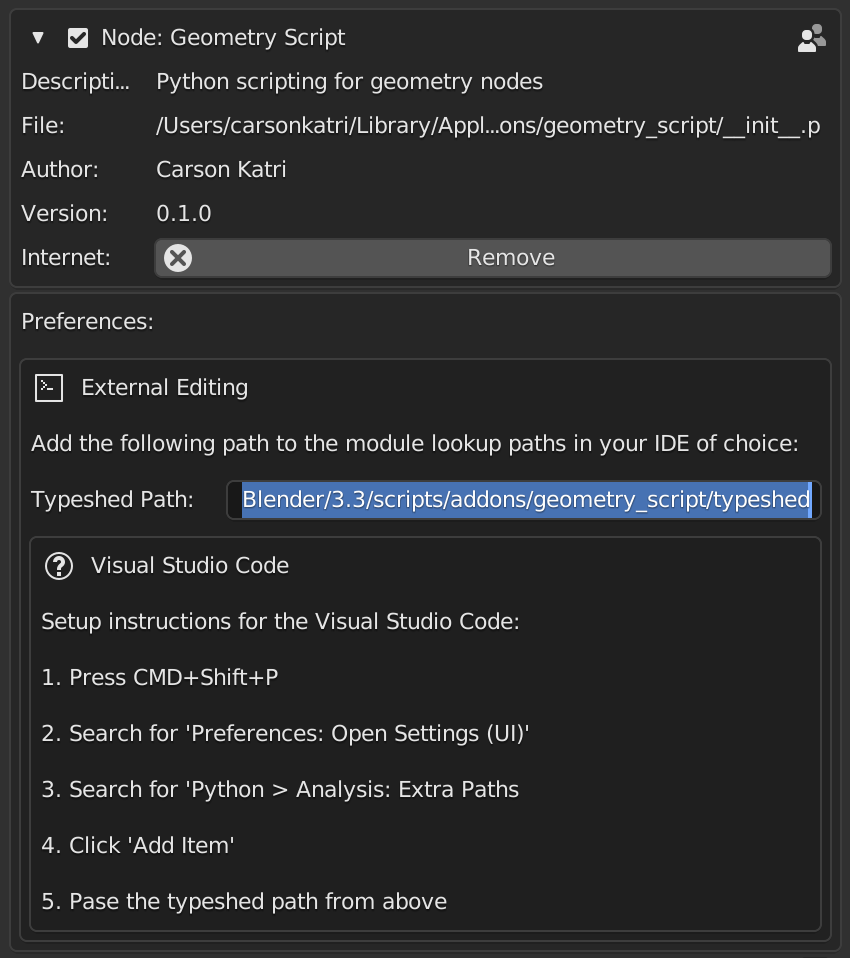 Node: Geometry Script
Descripti... Python scripting for geometry nodes
File: /Users/carsonkatri/Library/Appl...ons/geometry_script/__init__.p
Author: Carson Katri
Version: 0.1.0
Internet: Remove
Preferences:
External Editing
Add the following path to the module lookup paths in your IDE of choice:
Typeshed Path: Blender/3.3/scripts/addons/geometry_script/typeshed
Visual Studio Code
Setup instructions for the Visual Studio Code:
1. Press CMD+Shift+P
2. Search for 'Preferences: Open Settings (UI)'
3. Search for 'Python > Analysis: Extra Paths
4. Click 'Add Item'
5. Pase the typeshed path from above